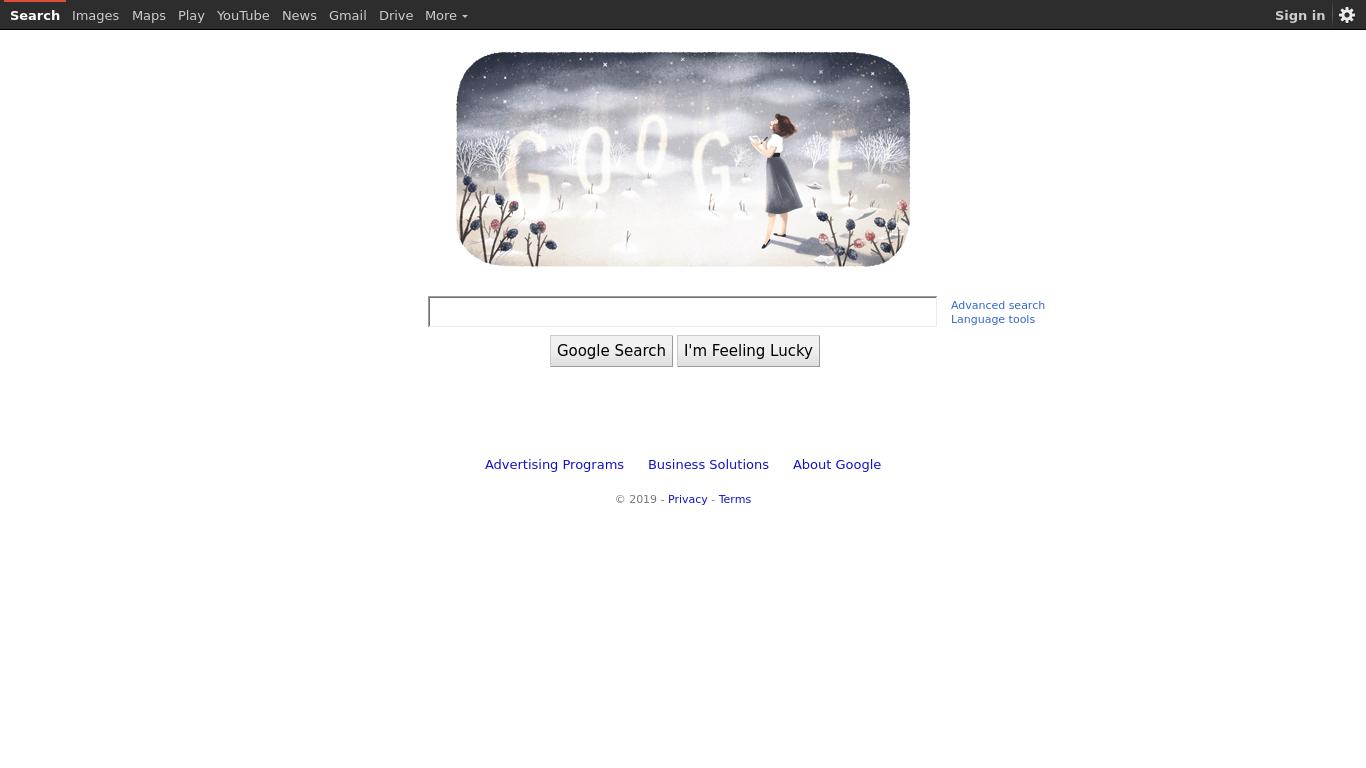 Search Images Maps Play YouTube News Gmail Drive More Sign in
GOOGLE
Advanced search
Language tools
Google Search I'm Feeling Lucky
Advertising Programs Business Solutions About Google
© 2019 - Privacy - Terms